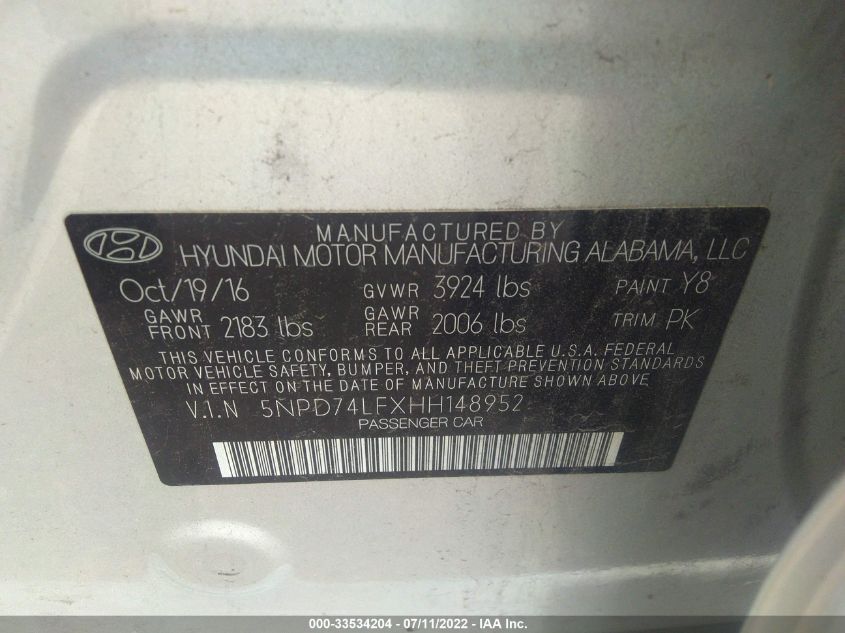 MANUFACTURED BY
HYUNDAI MOTOR MANUFACTURING ALABAMA, LLC
Oct/19/16 GVWR 3924 lbs PAINT Y8
GAWR FRONT 2183 lbs GAWR REAR 2006 lbs TRIM PK
THIS VEHICLE CONFORMS TO ALL APPLICABLE U.S.A. FEDERAL
MOTOR VEHICLE SAFETY, BUMPER, AND THEFT PREVENTION STANDARDS
IN EFFECT ON THE DATE OF MANUFACTURE SHOWN ABOVE
V.I.N 5NPD74LFXHH148952
PASSENGER CAR
000-33534204 - 07/11/2022 - IAA Inc.